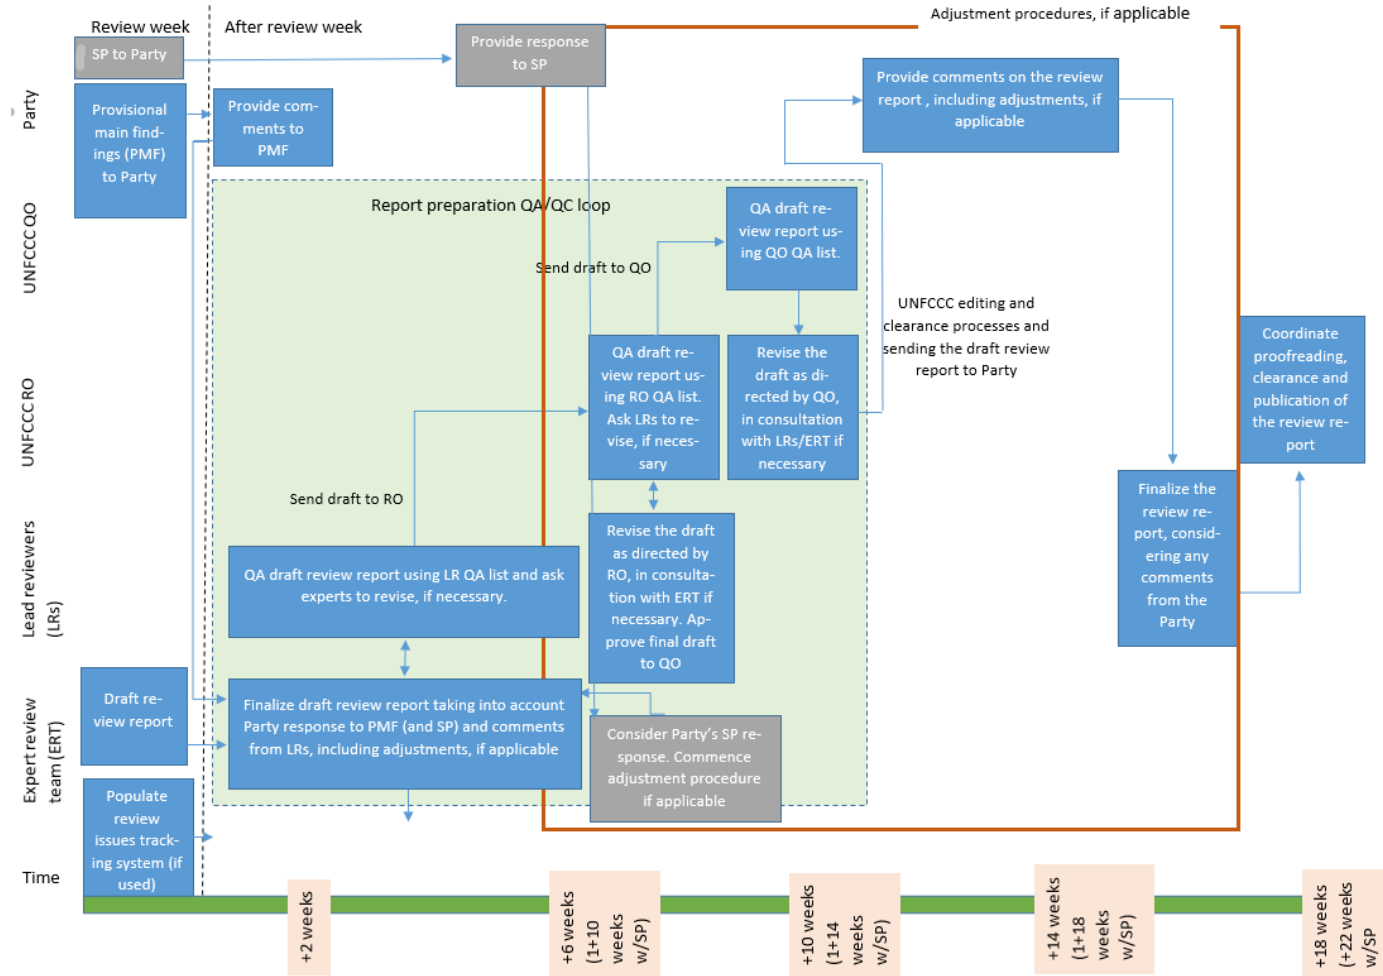 Review week
After review week
Adjustment procedures, if applicable
SP to Party
Provide response
to SP
Party
Provisional
main find-
ings (PMF)
to Party
Provide com-
ments to
PMF
Provide comments on the review
report , including adjustments, if
applicable
UNFCCC QO
Report preparation QA/QC loop
QA draft re-
view report us-
ing QO QA list.
Send draft to QO
UNFCCC editing and
clearance processes and
sending the draft review
report to Party
UNFCCC RO
QA draft re-
view report us-
ing RO QA list.
Ask LRs to re-
vise, if neces-
sary
Revise the
draft as di-
rected by QO,
in consultation
with LRs/ERT if
necessary
Coordinate
proofreading,
clearance and
publication of
the review re-
port
Send draft to RO
Lead reviewers
(LRs)
QA draft review report using LR QA list and ask
experts to revise, if necessary.
Revise the draft
as directed by
RO, in consulta-
tion with ERT if
necessary. Ap-
prove final draft
to QO
Finalize the
review re-
port, consid-
ering any
comments
from the
Party
Expert review
team (ERT)
Draft re-
view report
Finalize draft review report taking into account
Party response to PMF (and SP) and comments
from LRs, including adjustments, if applicable
Consider Party’s SP re-
sponse. Commence
adjustment procedure
if applicable
Populate
review
issues track-
ing system (if
used)
Time
+2 weeks
+6 weeks
(1+10
weeks
w/SP)
+10 weeks
(1+14
weeks
w/SP)
+14 weeks
(1+18
weeks
w/SP)
+18 weeks
(+22 weeks
w/SP